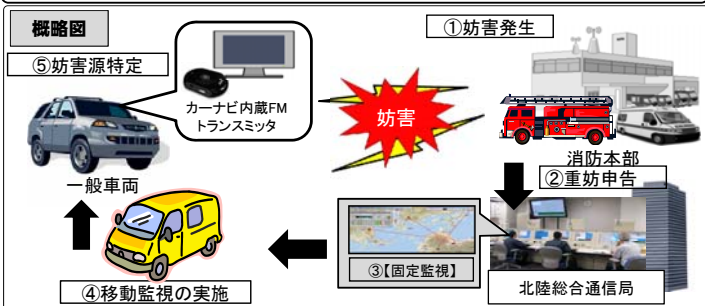 概略図
①妨害発生
⑤妨害源特定
カーナビ内蔵FM
トランスミッタ
妨害
一般車両
消防本部
②重妨申告
③【固定監視】
④移動監視の実施
北陸総合通信局